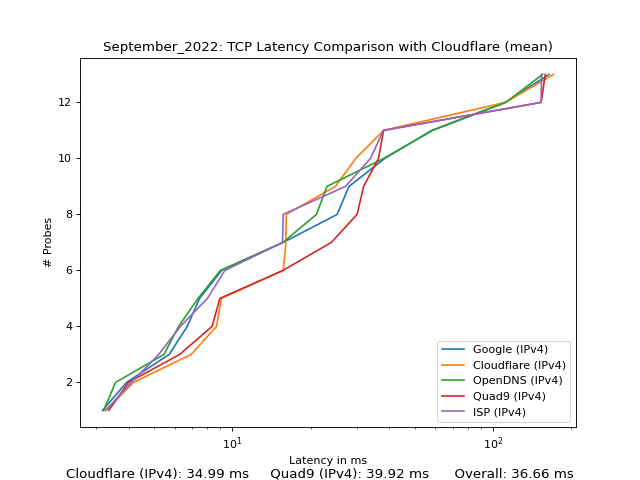 September_2022: TCP Latency Comparison with Cloudflare (mean)
# Probes
12
10
8
6
4
2
Google (IPv4)
Cloudflare (IPv4)
OpenDNS (IPv4)
Quad9 (IPv4)
ISP (IPv4)
10¹ 10²
Latency in ms
Cloudflare (IPv4): 34.99 ms Quad9 (IPv4): 39.92 ms Overall: 36.66 ms